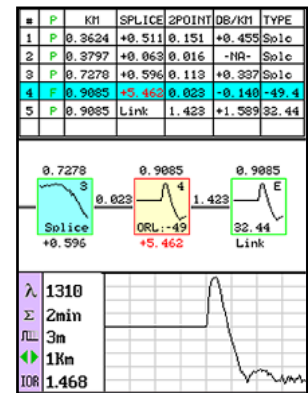 # P KM SPLICE 2POINT DB/KM TYPE
1 P 0.3624 +0.511 0.151 +0.455 Splc
2 P 0.3797 +0.063 0.016 -NA- Splc
3 P 0.7278 +0.596 0.113 +0.337 Splc
4 F 0.9085 +5.462 0.023 -0.140 -49.4
5 P 0.9085 Link 1.423 +1.589 32.44
0.7278 0.9085 0.9085
3 4 E
0.023 1.423
Splice ORL:-49 32.44
+0.596 +5.462 Link
λ 1310
Σ 2min
3m
1Km
IOR 1.468